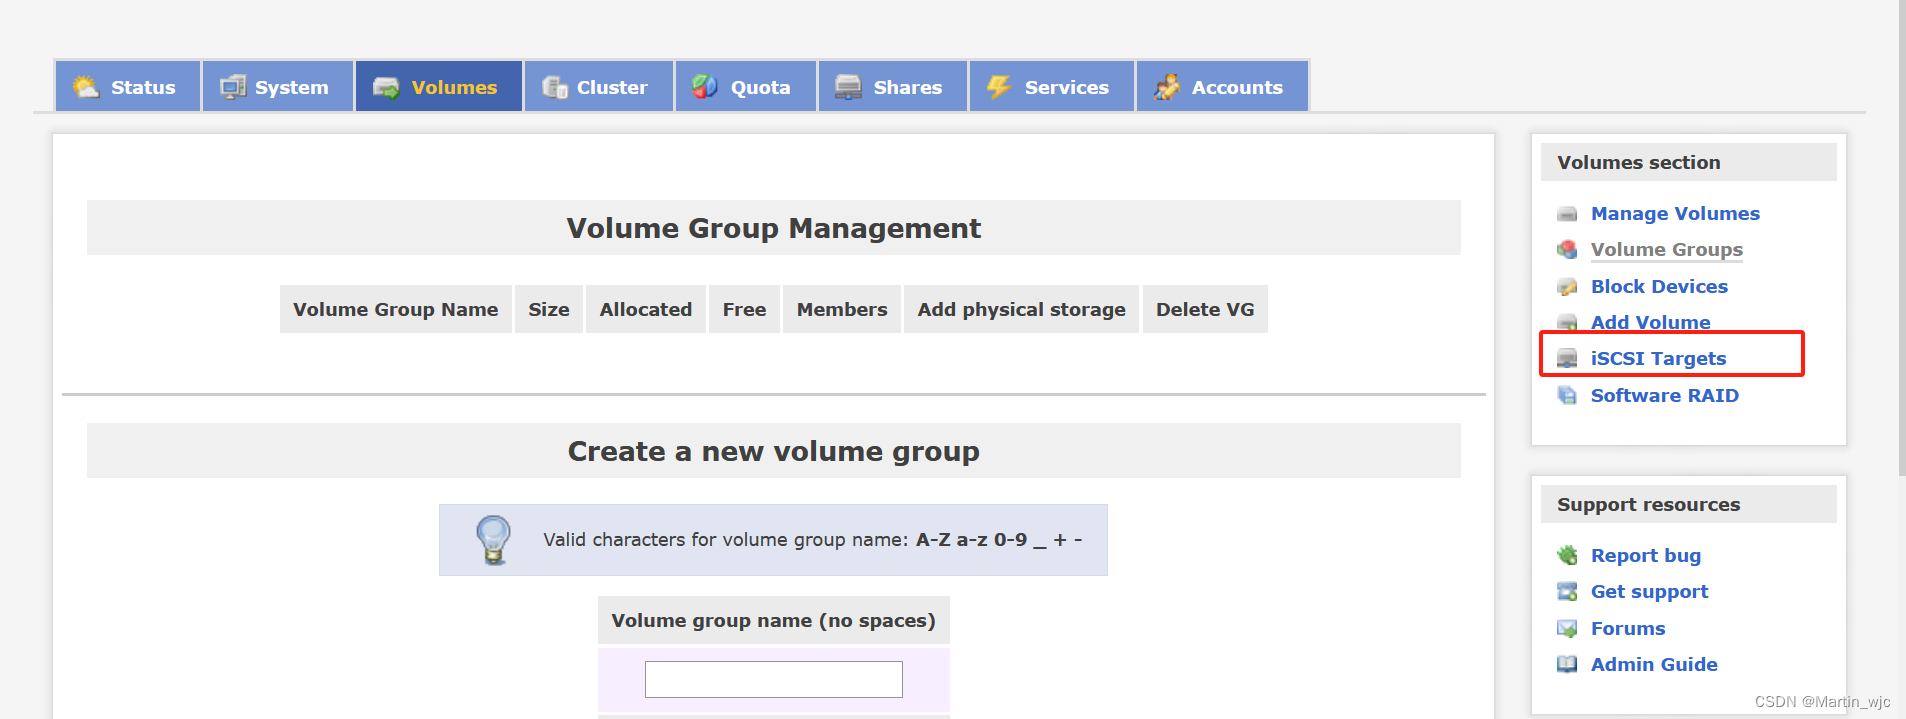 Status System Volumes Cluster Quota Shares Services Accounts
Volume Group Management
Volume Group Name Size Allocated Free Members Add physical storage Delete VG
Create a new volume group
Valid characters for volume group name: A-Z a-z 0-9 _ + -
Volume group name (no spaces)
Volumes section
Manage Volumes
Volume Groups
Block Devices
Add Volume
iSCSI Targets
Software RAID
Support resources
Report bug
Get support
Forums
Admin Guide
CSDN @Martin_wjc